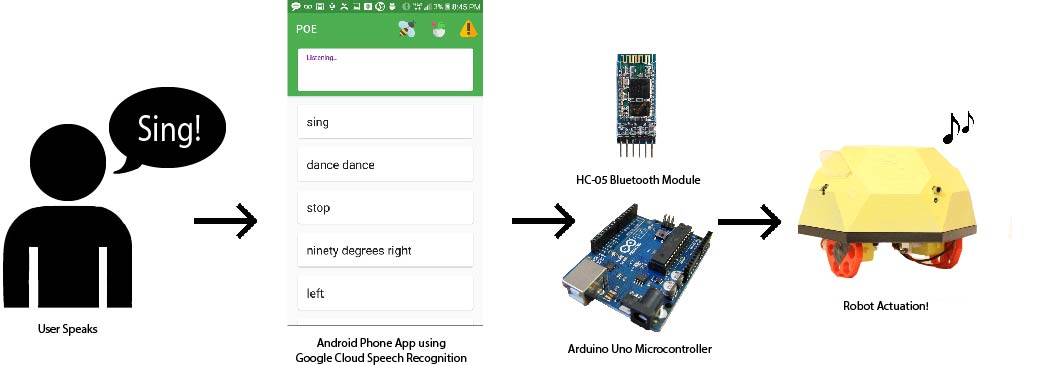 Sing!
User Speaks
3% 8:45 PM
POE
Listening...
sing
dance dance
stop
ninety degrees right
left
Android Phone App using
Google Cloud Speech Recognition
HC-05 Bluetooth Module
Arduino Uno Microcontroller
Robot Actuation!